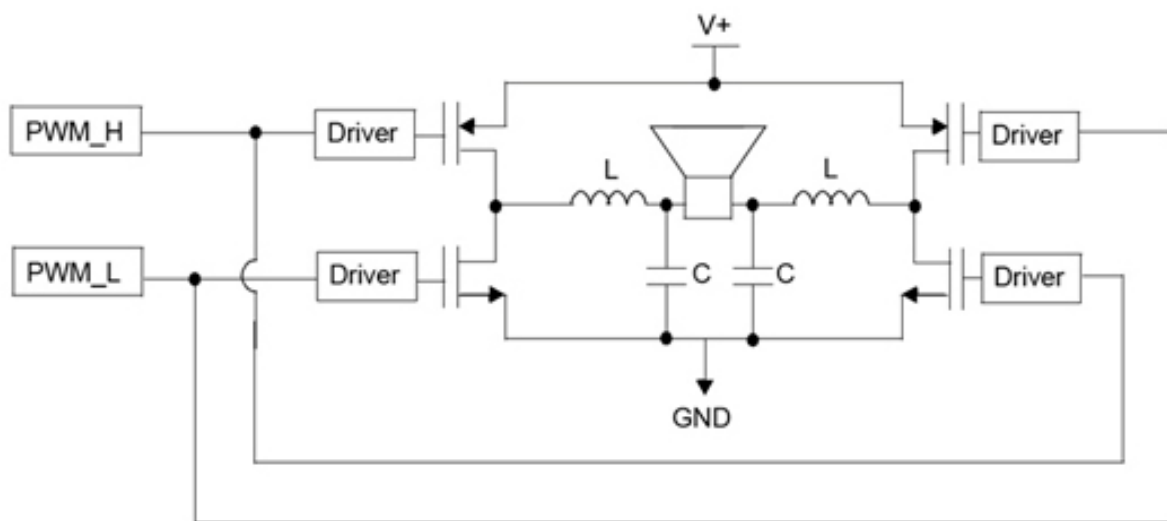 V+
PWM_H
Driver
Driver
L
L
PWM_L
Driver
C
C
Driver
GND